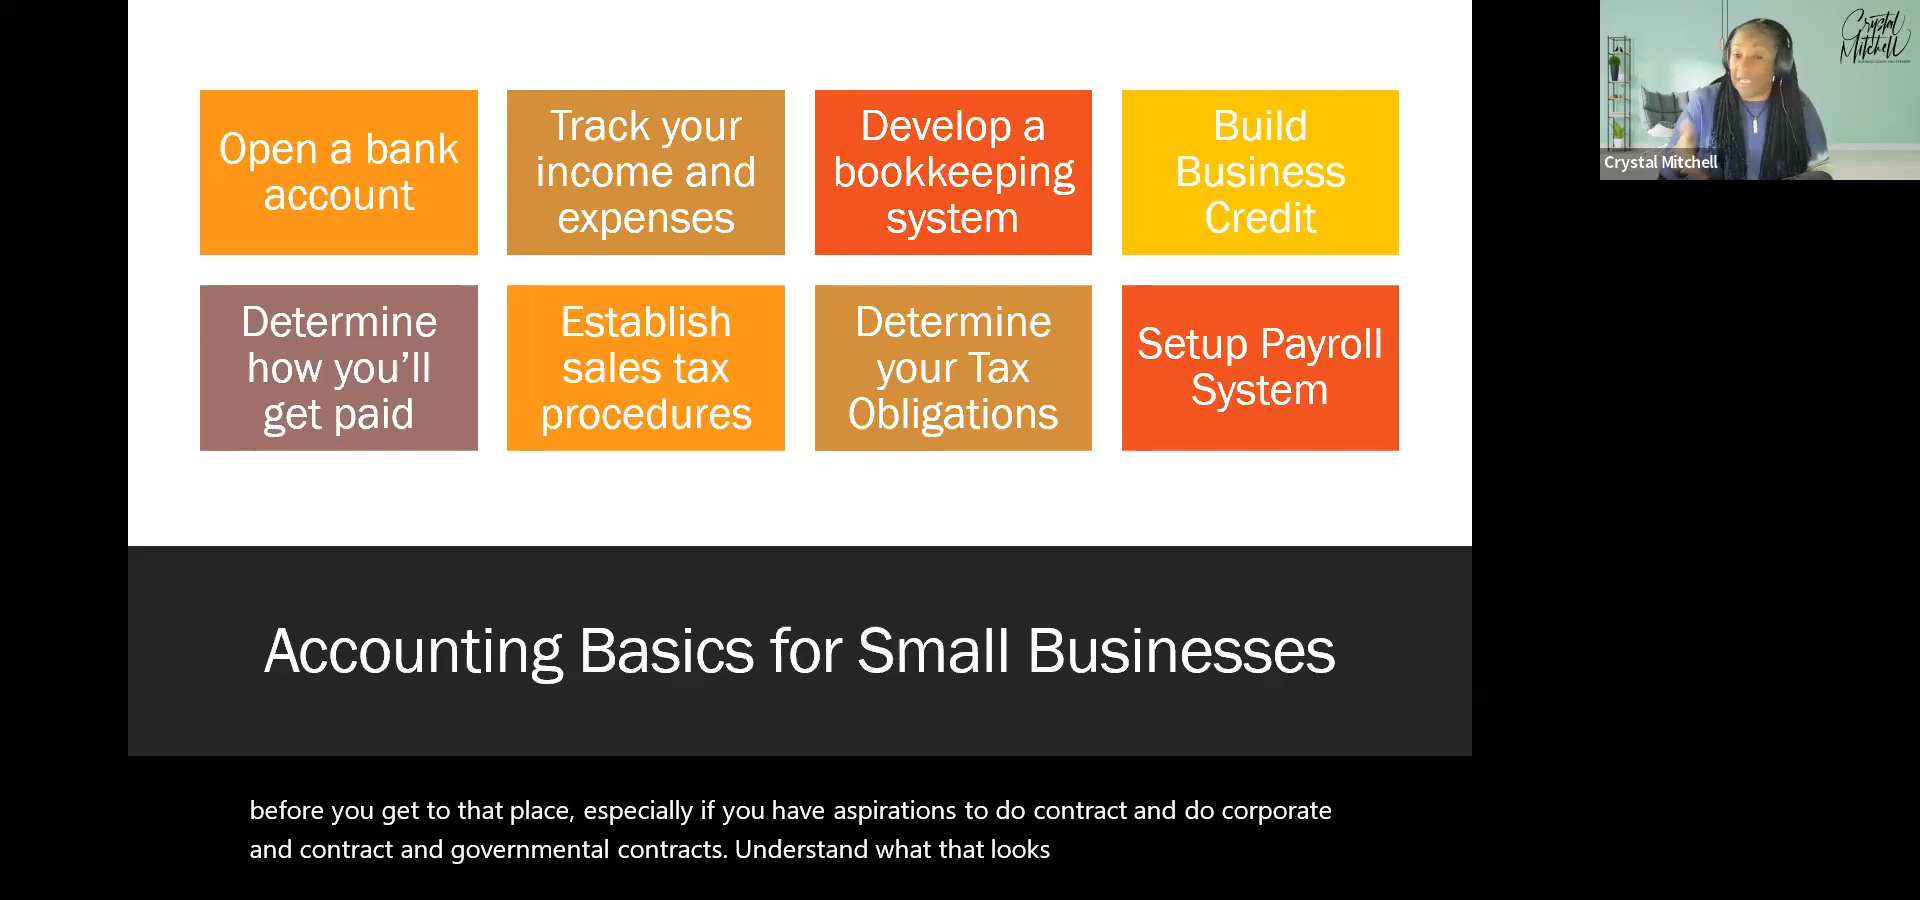 Open a bank
account
Track your
income and
expenses
Develop a
bookkeeping
system
Build
Business
Credit
Determine
how you’ll
get paid
Establish
sales tax
procedures
Determine
your Tax
Obligations
Setup Payroll
System
Accounting Basics for Small Businesses
before you get to that place, especially if you have aspirations to do contract and do corporate
and contract and governmental contracts. Understand what that looks
Crystal
Mitchell
Crystal Mitchell